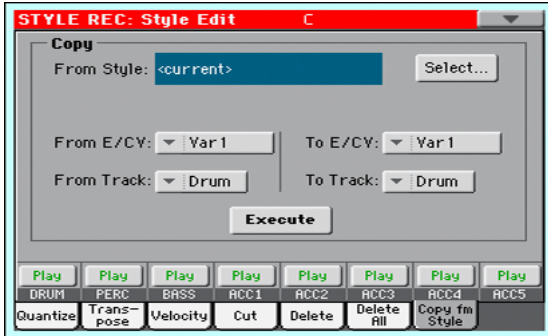 STYLE REC: Style Edit C
Copy
From Style: <current> Select...
From E/CV: Var1 To E/CV: Var1
From Track: Drum To Track: Drum
Execute
Play Play Play Play Play Play Play Play
DRUM PERC BASS ACC1 ACC2 ACC3 ACC4 ACC5
Quantize Trans- Velocity Cut Delete Delete Copy fm
pose All Style